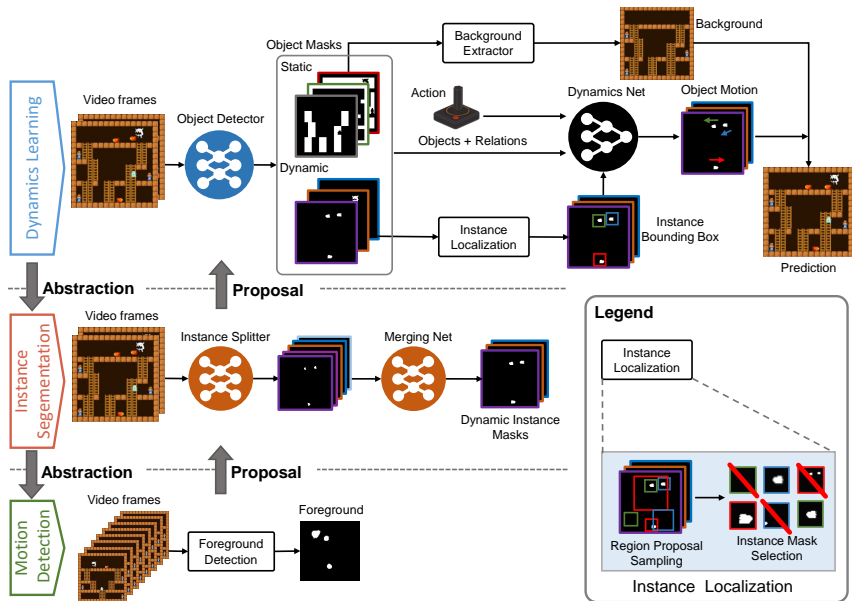 Object Masks
Static
Background
Extractor
Background
Dynamics Learning
Video frames
Object Detector
Action
Dynamics Net
Object Motion
Objects + Relations
Dynamic
Instance
Localization
Instance
Bounding Box
Prediction
Abstraction
Proposal
Instance
Segementation
Video frames
Instance Splitter
Merging Net
Dynamic Instance
Masks
Abstraction
Proposal
Motion
Detection
Video frames
Foreground
Detection
Foreground
Legend
Instance
Localization
Region Proposal
Sampling
Instance Mask
Selection
Instance Localization